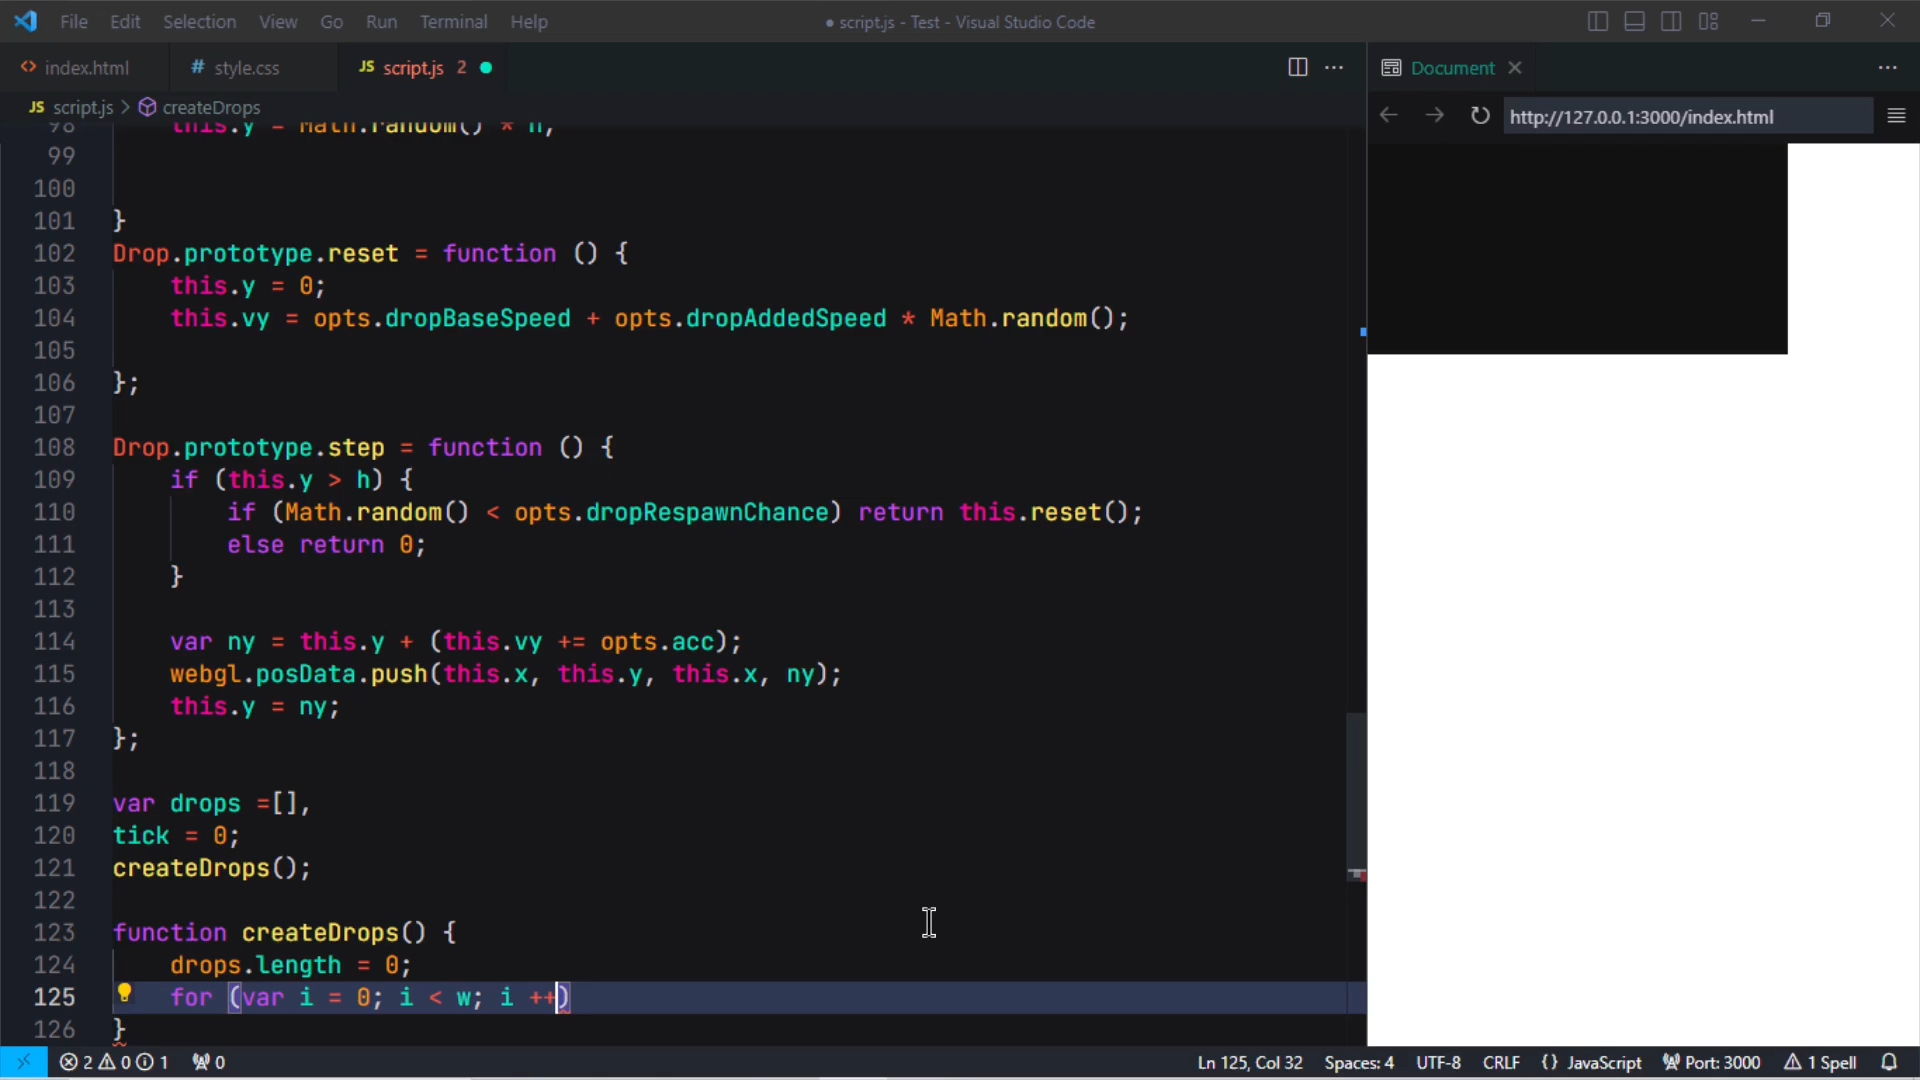 File Edit Selection View Go Run Terminal Help
● script.js - Test - Visual Studio Code
<> index.html
# style.css
JS script.js 2
Document
JS script.js > createDrops
http://127.0.0.1:3000/index.html
98 this.y = Math.random() * h;
99
100
101 }
102 Drop.prototype.reset = function () {
103 this.y = 0;
104 this.vy = opts.dropBaseSpeed + opts.dropAddedSpeed * Math.random();
105
106 };
107
108 Drop.prototype.step = function () {
109 if (this.y > h) {
110 if (Math.random() < opts.dropRespawnChance) return this.reset();
111 else return 0;
112 }
113
114 var ny = this.y + (this.vy += opts.acc);
115 webgl.posData.push(this.x, this.y, this.x, ny);
116 this.y = ny;
117 };
118
119 var drops =[],
120 tick = 0;
121 createDrops();
122
123 function createDrops() {
124 drops.length = 0;
125 for (var i = 0; i < w; i ++)
126 }
2 0 1 0
Ln 125, Col 32 Spaces: 4 UTF-8 CRLF {} JavaScript Port: 3000 1 Spell